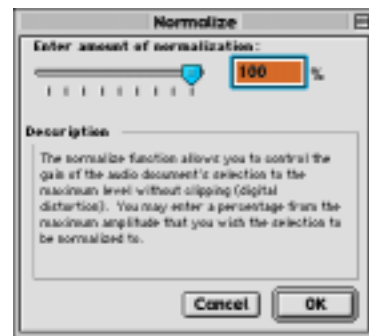 Normalize
Enter amount of normalization:
100 %
Description
The normalize function allows you to control the
gain of the audio document's selection to the
maximum level without clipping (digital
distortion). You may enter a percentage from the
maximum amplitude that you wish the selection to
be normalized to.
Cancel OK